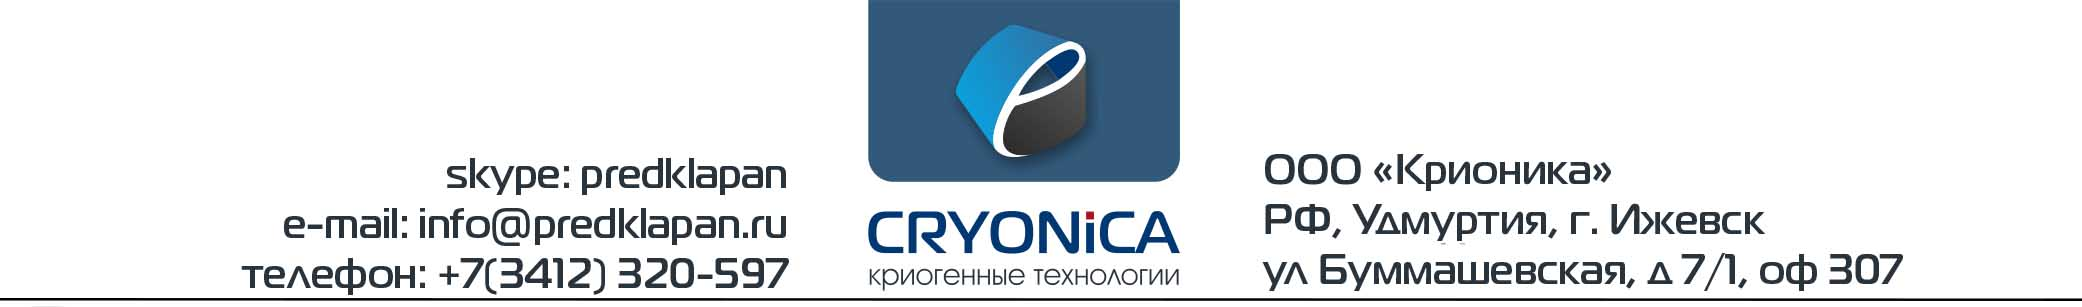 skype: predklapan
e-mail: info@predklapan.ru
телефон: +7(3412) 320-597
CRYONiCA
криогенные технологии
ООО «Крионика»
РФ, Удмуртия, г. Ижевск
ул Буммашевская, д 7/1, оф 307